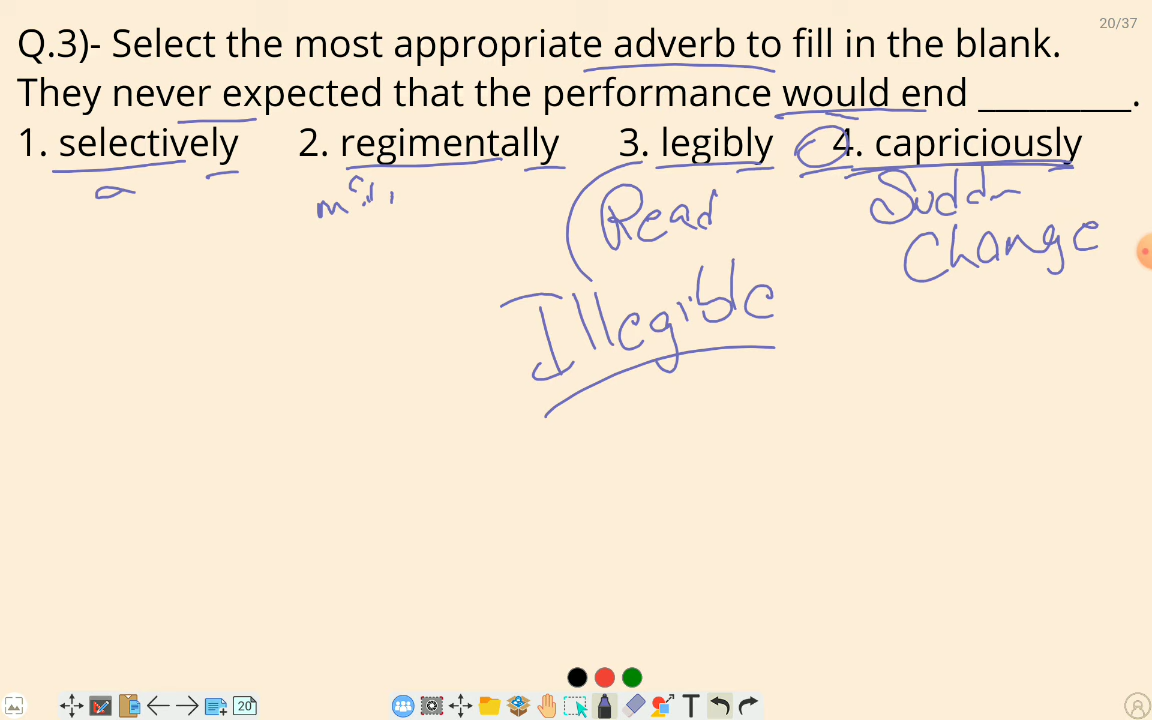 20/37
Q.3)- Select the most appropriate adverb to fill in the blank.
They never expected that the performance would end _________.
1. selectively 2. regimentally 3. legibly 4. capriciously
Read
Change
Illegible
20
T